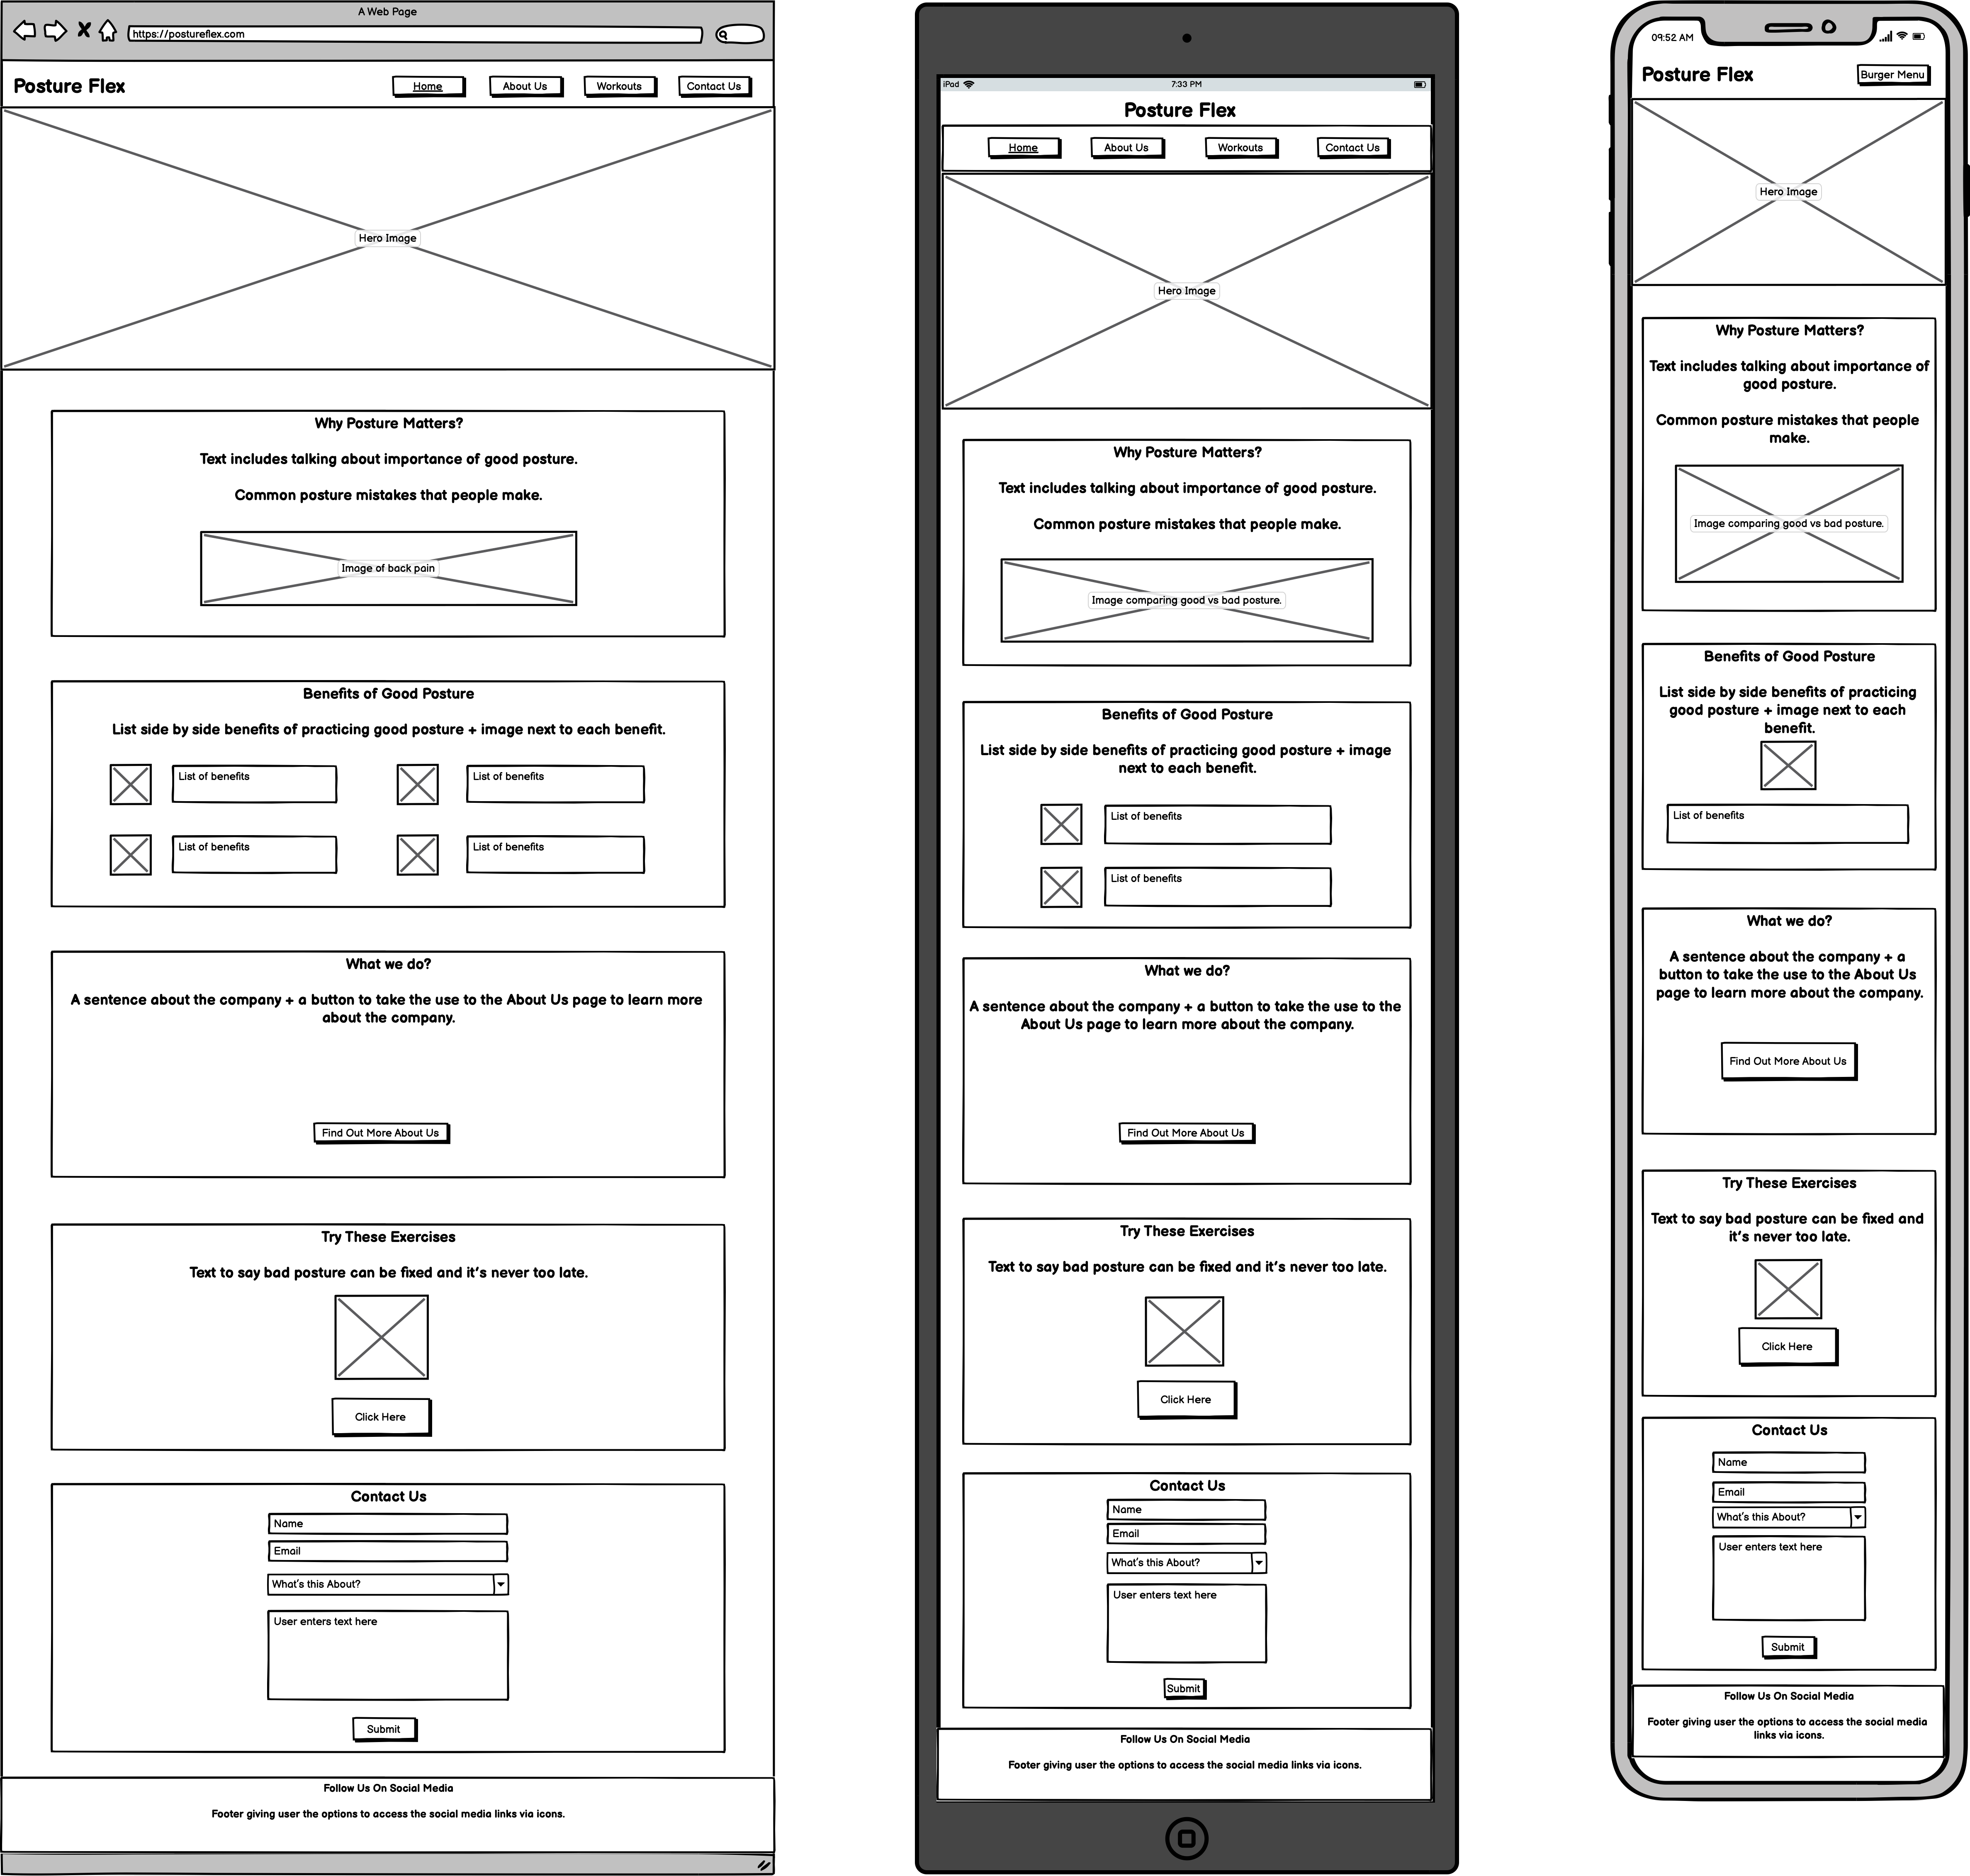 A Web Page
https://postureflex.com
Posture Flex
Home
About Us
Workouts
Contact Us
Hero Image
Why Posture Matters?
Text includes talking about importance of good posture.
Common posture mistakes that people make.
Image of back pain
Benefits of Good Posture
List side by side benefits of practicing good posture + image next to each benefit.
List of benefits
List of benefits
List of benefits
List of benefits
What we do?
A sentence about the company + a button to take the use to the About Us page to learn more
about the company.
Find Out More About Us
Try These Exercises
Text to say bad posture can be fixed and it's never too late.
Click Here
Contact Us
Name
Email
What's this About?
User enters text here
Submit
Follow Us On Social Media
Footer giving user the options to access the social media links via icons.
iPad
7:33 PM
Posture Flex
Home
About Us
Workouts
Contact Us
Hero Image
Why Posture Matters?
Text includes talking about importance of good posture.
Common posture mistakes that people make.
Image comparing good vs bad posture.
Benefits of Good Posture
List side by side benefits of practicing good posture + image
next to each benefit.
List of benefits
List of benefits
What we do?
A sentence about the company + a button to take the use to the
About Us page to learn more about the company.
Find Out More About Us
Try These Exercises
Text to say bad posture can be fixed and it's never too late.
Click Here
Contact Us
Name
Email
What's this About?
User enters text here
Submit
Follow Us On Social Media
Footer giving user the options to access the social media links via icons.
09:52 AM
Posture Flex
Burger Menu
Hero Image
Why Posture Matters?
Text includes talking about importance of
good posture.
Common posture mistakes that people
make.
Image comparing good vs bad posture.
Benefits of Good Posture
List side by side benefits of practicing
good posture + image next to each
benefit.
List of benefits
What we do?
A sentence about the company + a
button to take the use to the About Us
page to learn more about the company.
Find Out More About Us
Try These Exercises
Text to say bad posture can be fixed and
it's never too late.
Click Here
Contact Us
Name
Email
What's this About?
User enters text here
Submit
Follow Us On Social Media
Footer giving user the options to access the social media
links via icons.